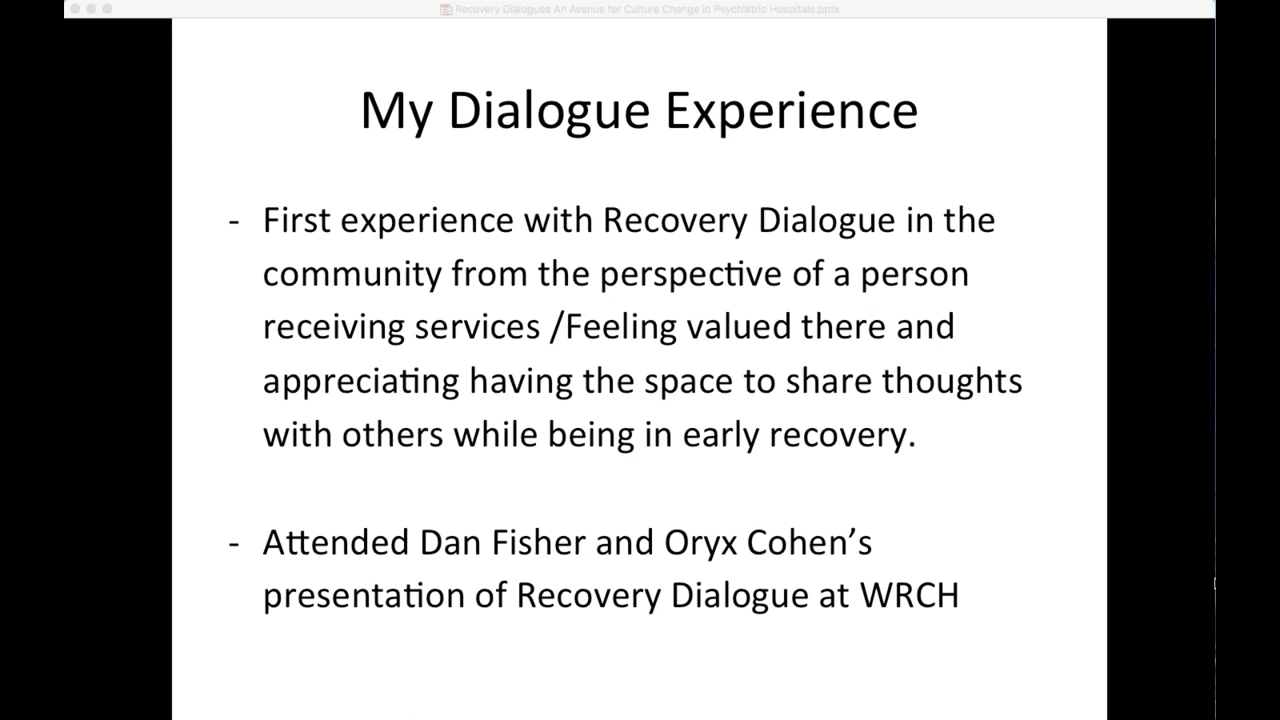 Recovery Dialogues An Avenue for Culture Change in Psychiatric Hospitals.pptx
My Dialogue Experience
- First experience with Recovery Dialogue in the
community from the perspective of a person
receiving services /Feeling valued there and
appreciating having the space to share thoughts
with others while being in early recovery.
- Attended Dan Fisher and Oryx Cohen’s
presentation of Recovery Dialogue at WRCH